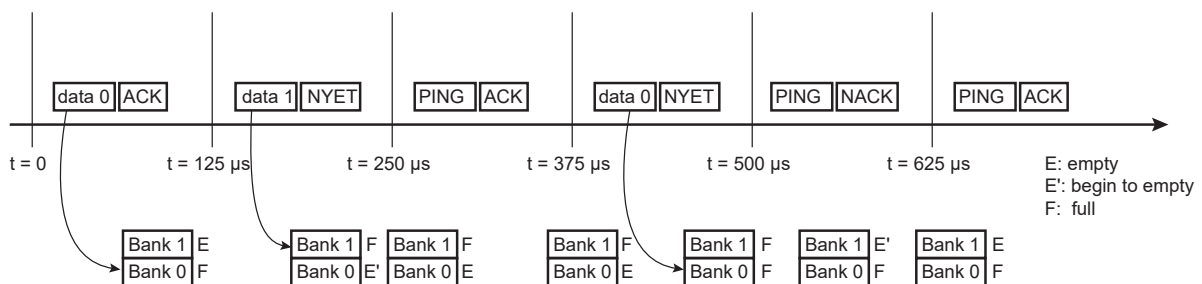 data 0 ACK data 1 NYET PING ACK data 0 NYET PING NACK PING ACK
t = 0 t = 125 μs t = 250 μs t = 375 μs t = 500 μs t = 625 μs
E: empty
E': begin to empty
F: full
Bank 1 E Bank 1 F Bank 1 F Bank 1 F Bank 1 F Bank 1 E' Bank 1 E
Bank 0 F Bank 0 E' Bank 0 E Bank 0 E Bank 0 F Bank 0 F Bank 0 F